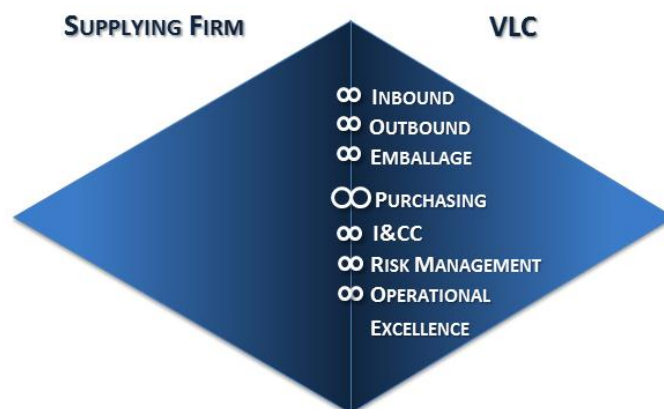 SUPPLYING FIRM VLC
∞ INBOUND
∞ OUTBOUND
∞ EMBALLAGE
∞ PURCHASING
∞ I&CC
∞ RISK MANAGEMENT
∞ OPERATIONAL
EXCELLENCE